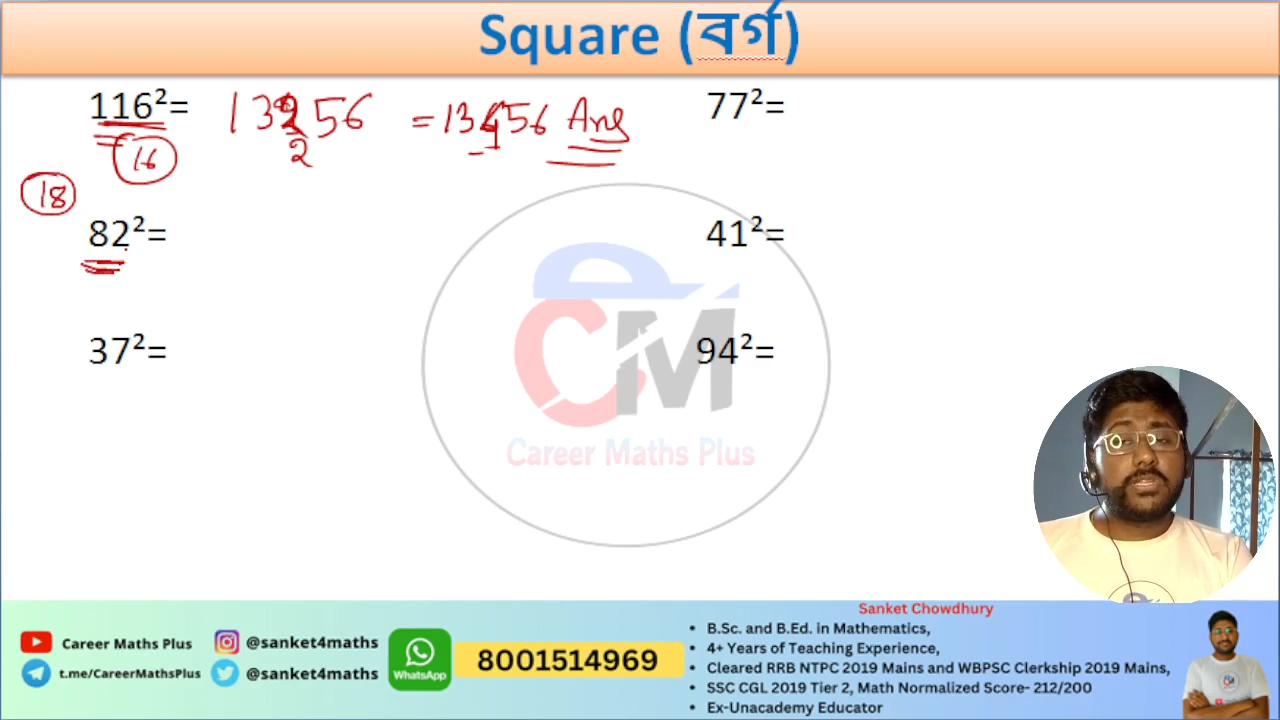 Square (বর্গ)
116²= 13256 = 13456 Ans
2
16
77²=
18
82²=
41²=
37²=
94²=
CM
Career Maths Plus
Sanket Chowdhury
Career Maths Plus
@sanket4maths
t.me/CareerMathsPlus
@sanket4maths
WhatsApp
8001514969
• B.Sc. and B.Ed. in Mathematics,
• 4+ Years of Teaching Experience,
• Cleared RRB NTPC 2019 Mains and WBPSC Clerkship 2019 Mains,
• SSC CGL 2019 Tier 2, Math Normalized Score- 212/200
• Ex-Unacademy Educator